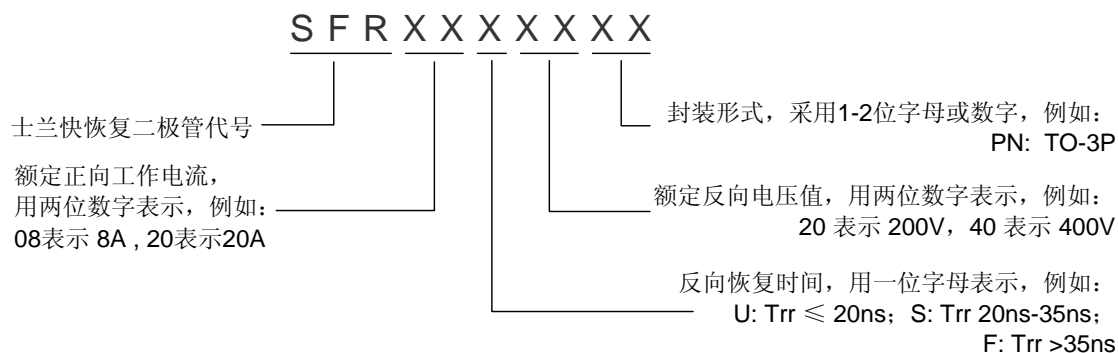 SFRXXXXXXX
士兰快恢复二极管代号
额定正向工作电流，
用两位数字表示，例如：
08表示 8A , 20表示20A
封装形式，采用1-2位字母或数字，例如：
PN: TO-3P
额定反向电压值，用两位数字表示，例如：
20 表示 200V，40 表示 400V
反向恢复时间，用一位字母表示，例如：
U: Trr ≤ 20ns；S: Trr 20ns-35ns；
F: Trr >35ns